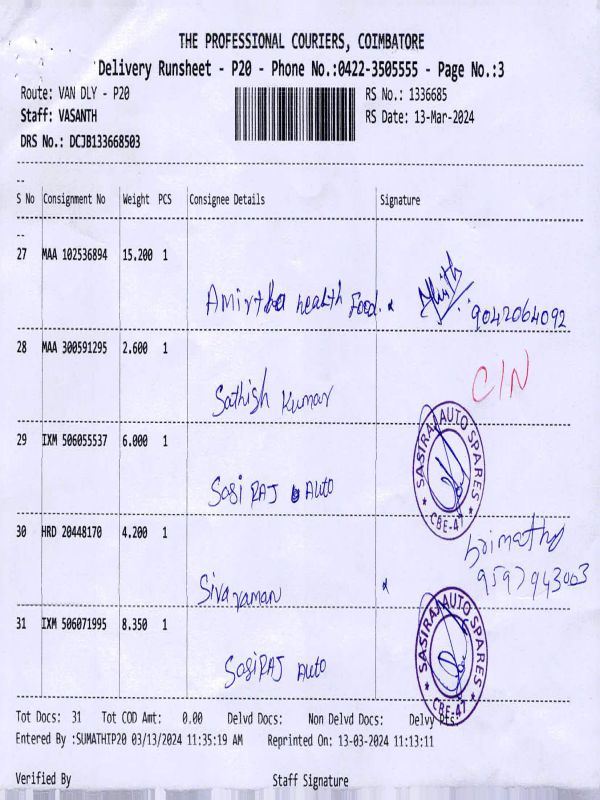 THE PROFESSIONAL COURIERS, COIMBATORE
Delivery Runsheet - P20 - Phone No.:0422-3505555 - Page No.:3
Route: VAN DLY - P20 RS No.: 1336685
Staff: VASANTH RS Date: 13-Mar-2024
DRS No.: DCJB133668503
S No Consignment No Weight PCS Consignee Details Signature
27 MAA 102536894 15.200 1
Amirtha health Food. 9042064092
28 MAA 300591295 2.600 1
C/N
Sathish Kumar
29 IXM 506055537 6.000 1
SASIRAJ AUTO SPARES CBE-47
Sasi RAJ Auto
30 HRD 20448170 4.200 1
9597943003
Sivaraman
31 IXM 506071995 8.350 1
SASIRAJ AUTO SPARES CBE-47
SasiRAJ Auto
Tot Docs: 31 Tot COD Amt: 0.00 Delvd Docs: Non Delvd Docs: Delvy Pts:
Entered By :SUMATHIP20 03/13/2024 11:35:19 AM Reprinted On: 13-03-2024 11:13:11
Verified By Staff Signature